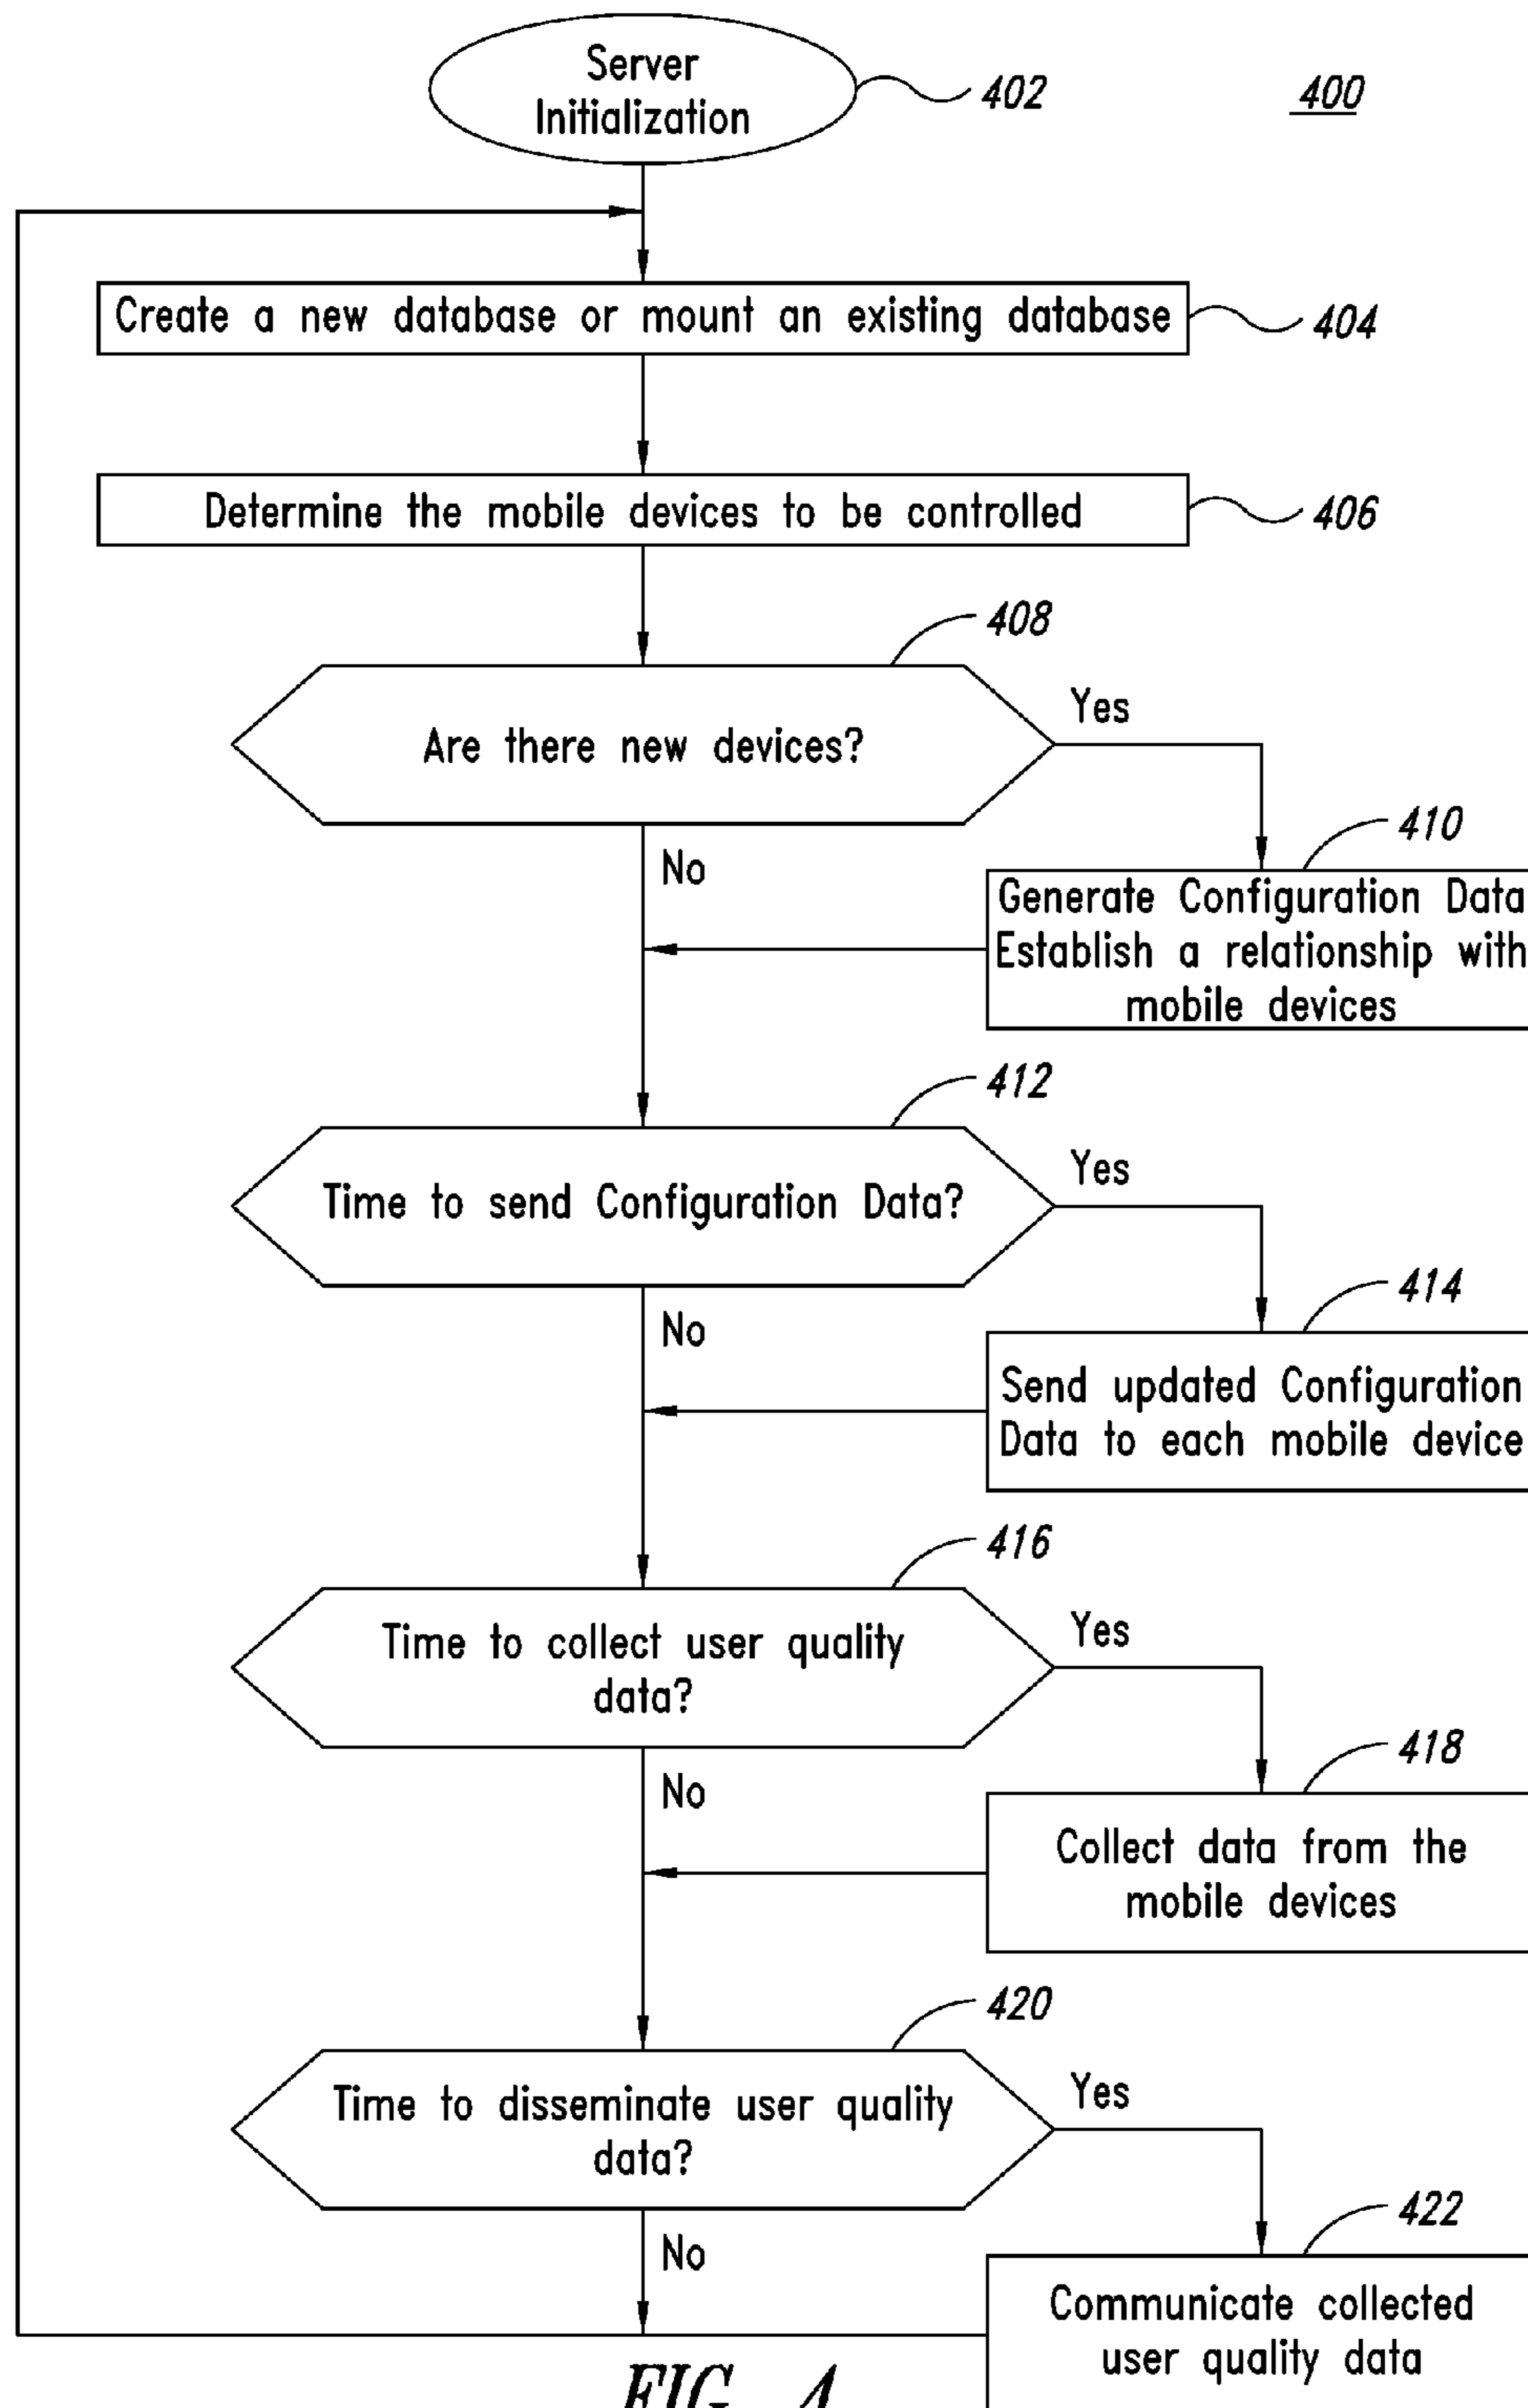 Server
Initialization
402
400
Create a new database or mount an existing database
404
Determine the mobile devices to be controlled
406
408
Are there new devices?
Yes
No
410
Generate Configuration Data
Establish a relationship with
mobile devices
412
Time to send Configuration Data?
Yes
No
414
Send updated Configuration
Data to each mobile device
416
Time to collect user quality
data?
Yes
No
418
Collect data from the
mobile devices
420
Time to disseminate user quality
data?
Yes
No
422
Communicate collected
user quality data
FIG. 4